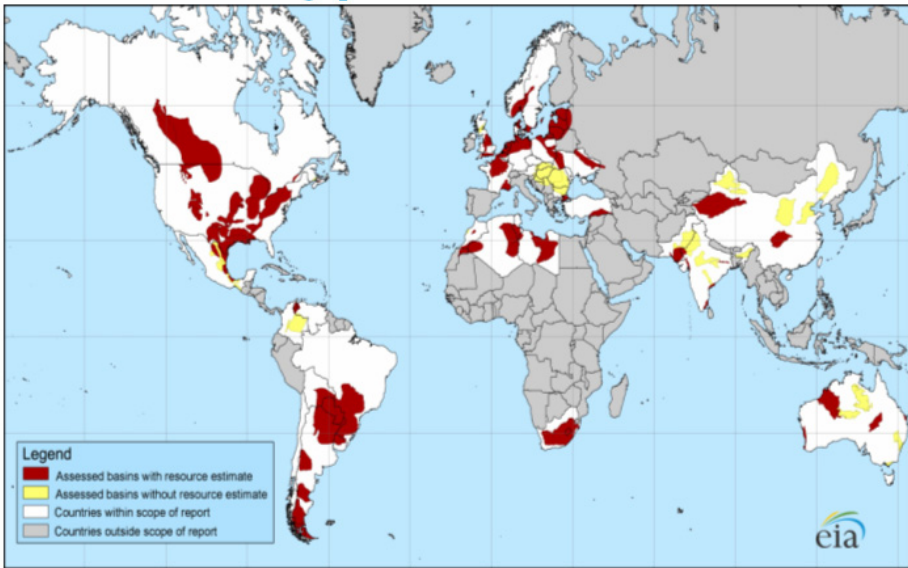 Legend
Assessed basins with resource estimate
Assessed basins without resource estimate
Countries within scope of report
Countries outside scope of report
eia